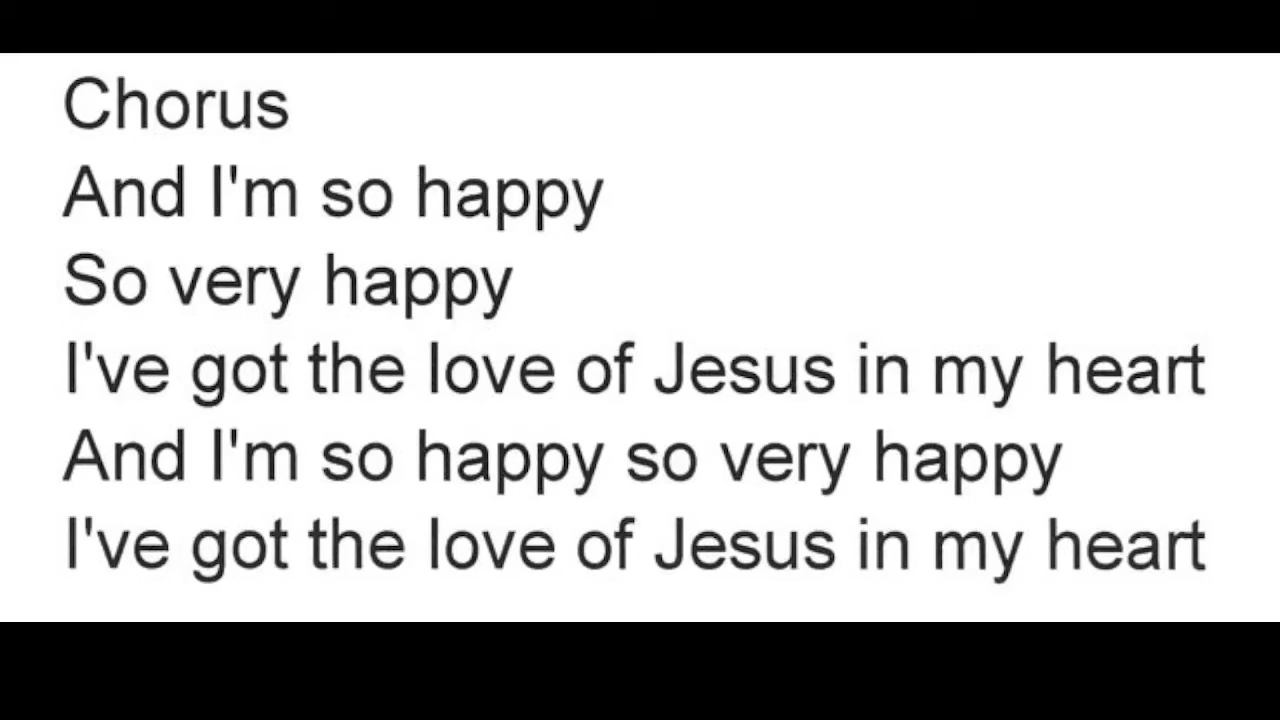 Chorus
And I'm so happy
So very happy
I've got the love of Jesus in my heart
And I'm so happy so very happy
I've got the love of Jesus in my heart